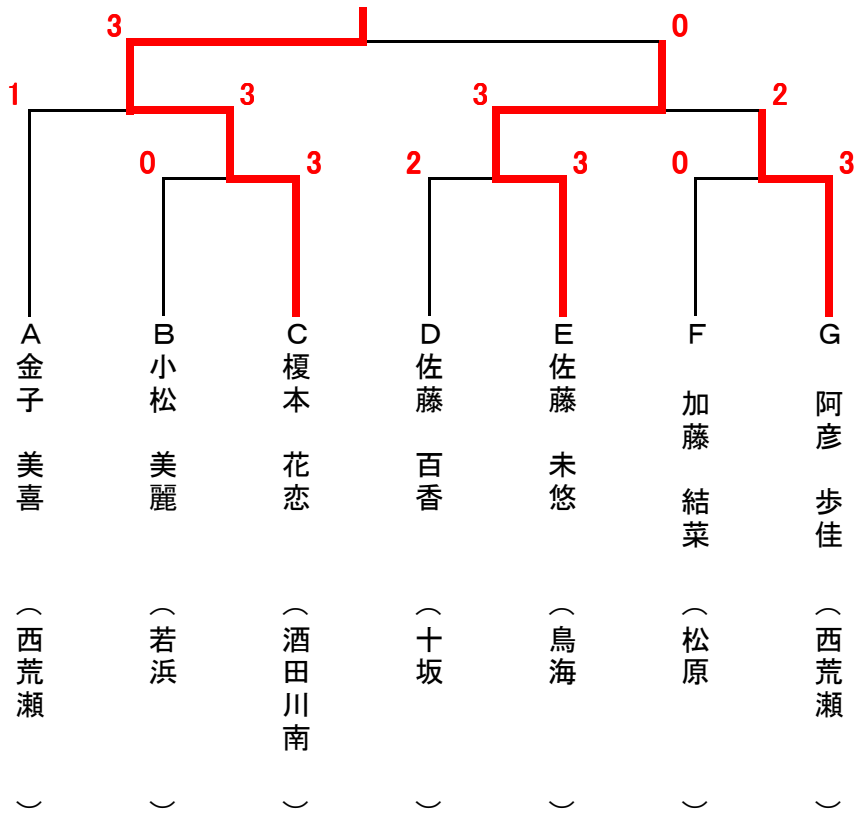 3 0
1 3 3 2
0 3 2 3 0 3
A B C D E F G
金子 美喜 (西荒瀬)
小松 美麗 (若浜)
榎本 花恋 (酒田川南)
佐藤 百香 (十坂)
佐藤 未悠 (鳥海)
加藤 結菜 (松原)
阿彦 歩佳 (西荒瀬)